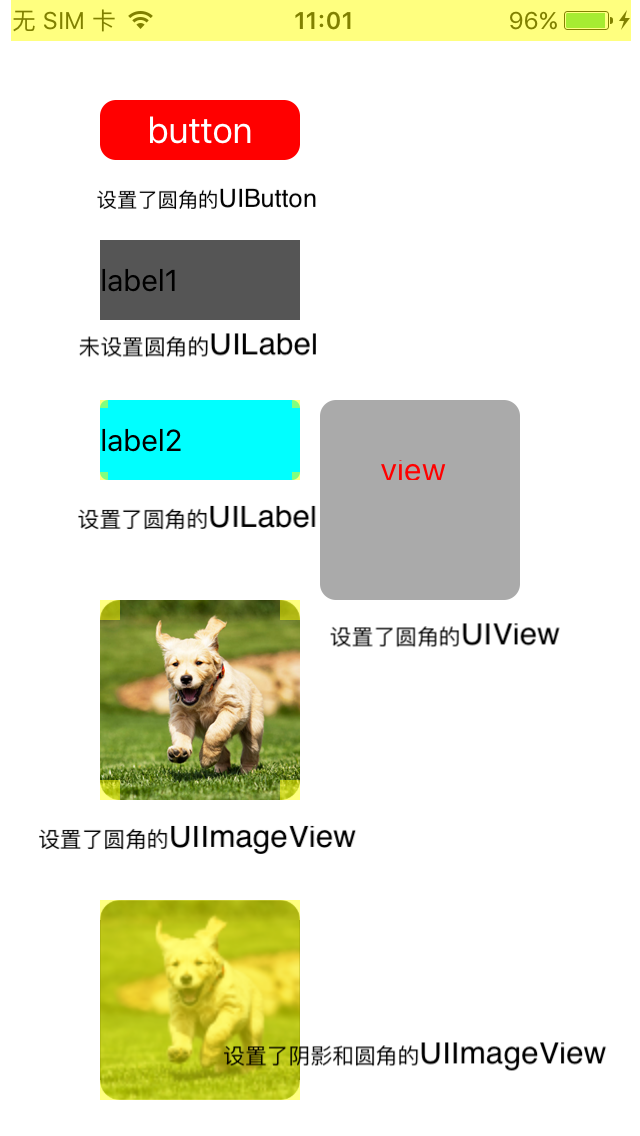 无 SIM 卡 11:01 96%
button
设置了圆角的UIButton
label1
未设置圆角的UILabel
label2
view
设置了圆角的UILabel
设置了圆角的UIView
设置了圆角的UIImageView
设置了阴影和圆角的UIImageView